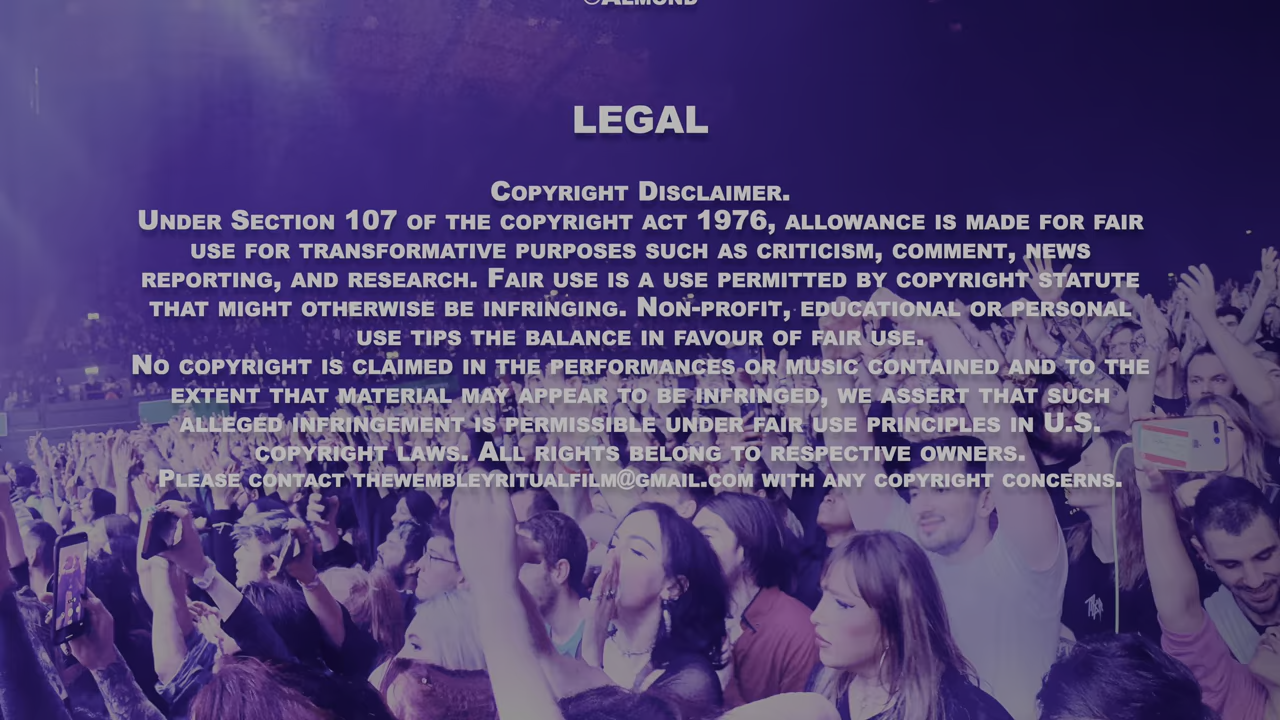 ©Almond
LEGAL
Copyright Disclaimer.
Under Section 107 of the copyright act 1976, allowance is made for fair
use for transformative purposes such as criticism, comment, news
reporting, and research. Fair use is a use permitted by copyright statute
that might otherwise be infringing. Non-profit, educational or personal
use tips the balance in favour of fair use.
No copyright is claimed in the performances or music contained and to the
extent that material may appear to be infringed, we assert that such
alleged infringement is permissible under fair use principles in U.S.
copyright laws. All rights belong to respective owners.
Please contact thewembleyritualfilm@gmail.com with any copyright concerns.